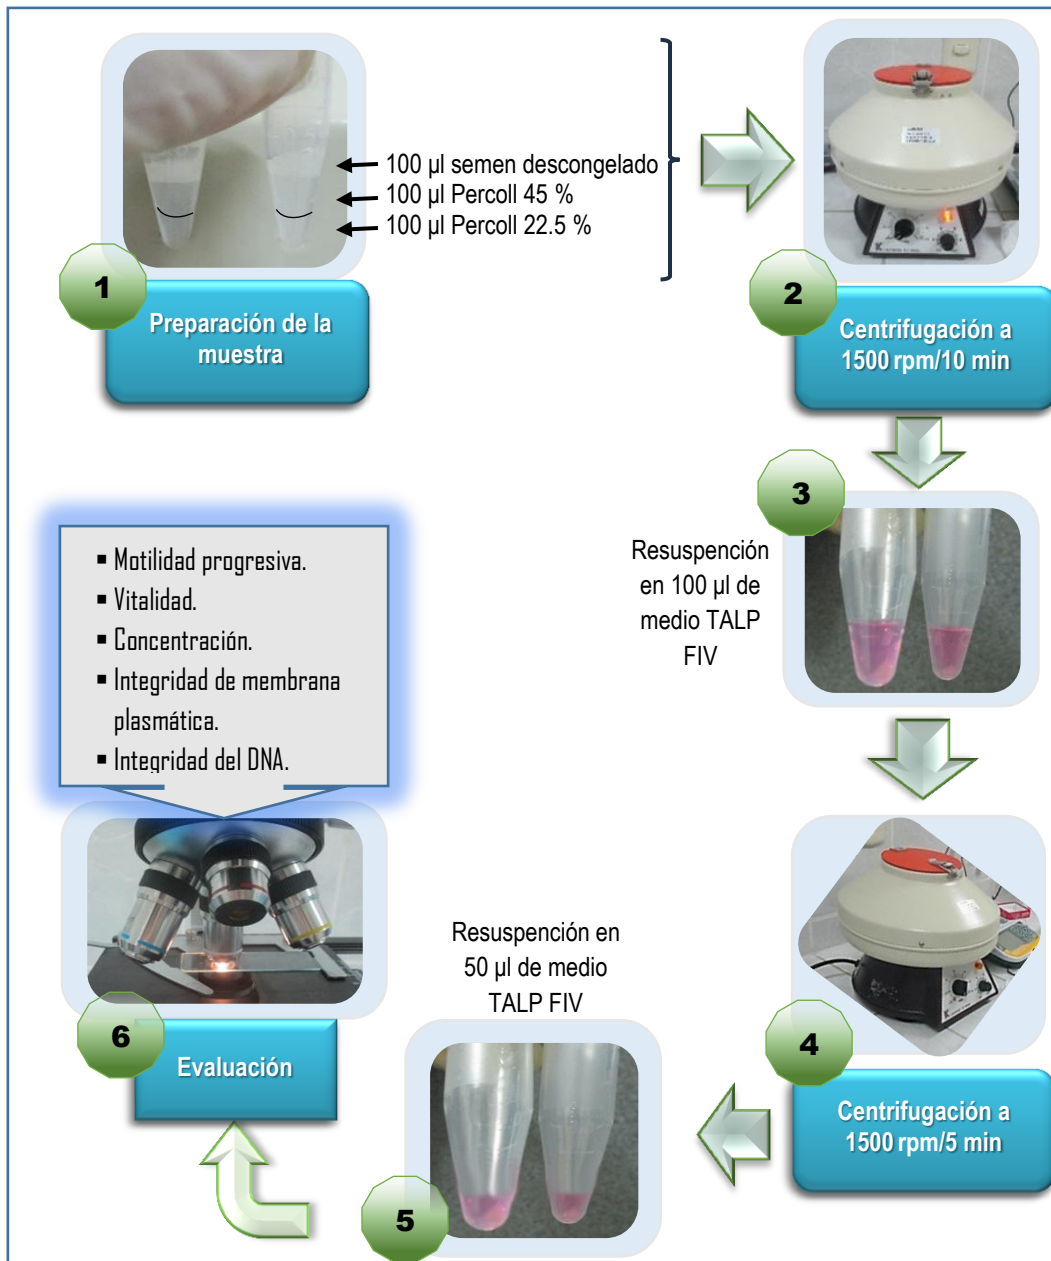 100 µl semen descongelado
100 µl Percoll 45 %
100 µl Percoll 22.5 %
1
Preparación de la
muestra
2
Centrifugación a
1500 rpm/10 min
3
Resuspención
en 100 µl de
medio TALP
FIV
4
Centrifugación a
1500 rpm/5 min
Resuspención en
50 µl de medio
TALP FIV
5
▪ Motilidad progresiva.
▪ Vitalidad.
▪ Concentración.
▪ Integridad de membrana
plasmática.
▪ Integridad del DNA.
6
Evaluación